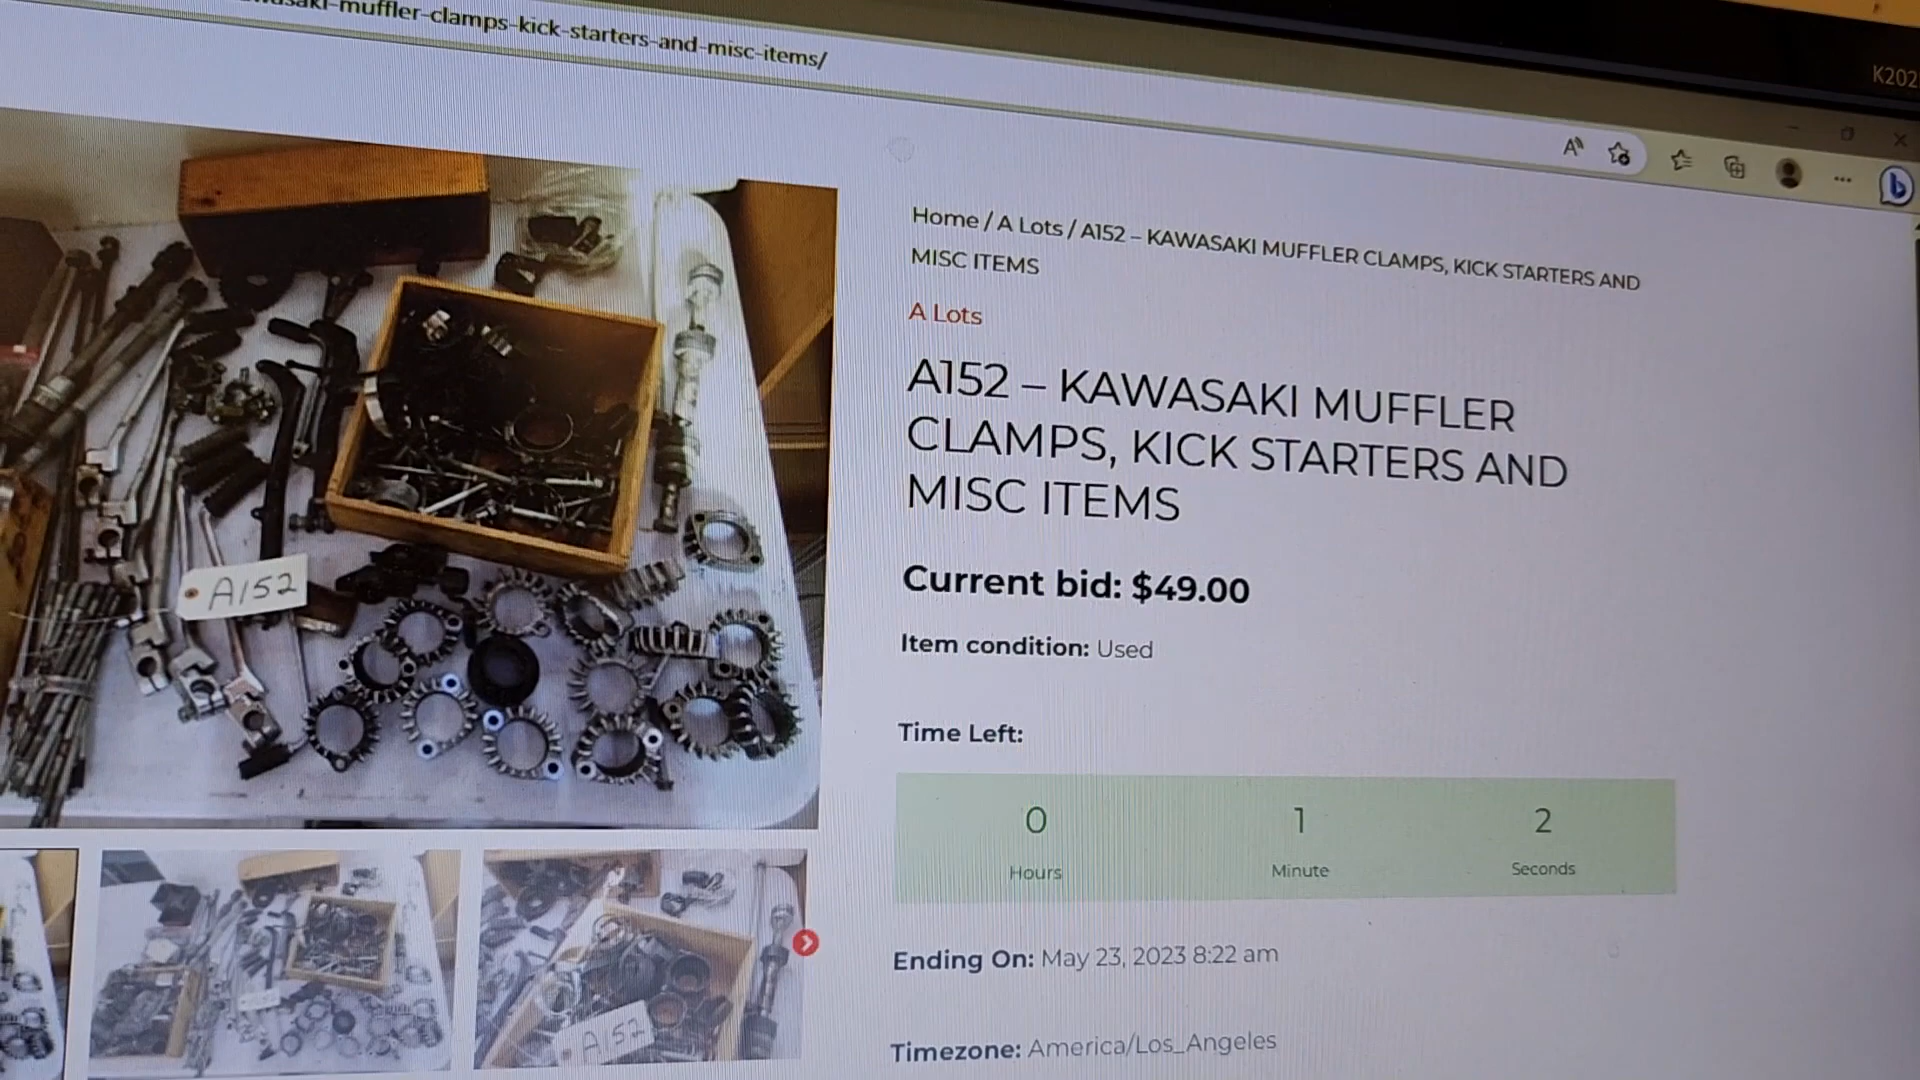 -muffler-clamps-kick-starters-and-misc-items/
K202
Home / A Lots / A152 – KAWASAKI MUFFLER CLAMPS, KICK STARTERS AND
MISC ITEMS
A Lots
A152 – KAWASAKI MUFFLER
CLAMPS, KICK STARTERS AND
MISC ITEMS
Current bid: $49.00
Item condition: Used
Time Left:
0 1 2
Hours Minute Seconds
Ending On: May 23, 2023 8:22 am
Timezone: America/Los_Angeles
A152
A152